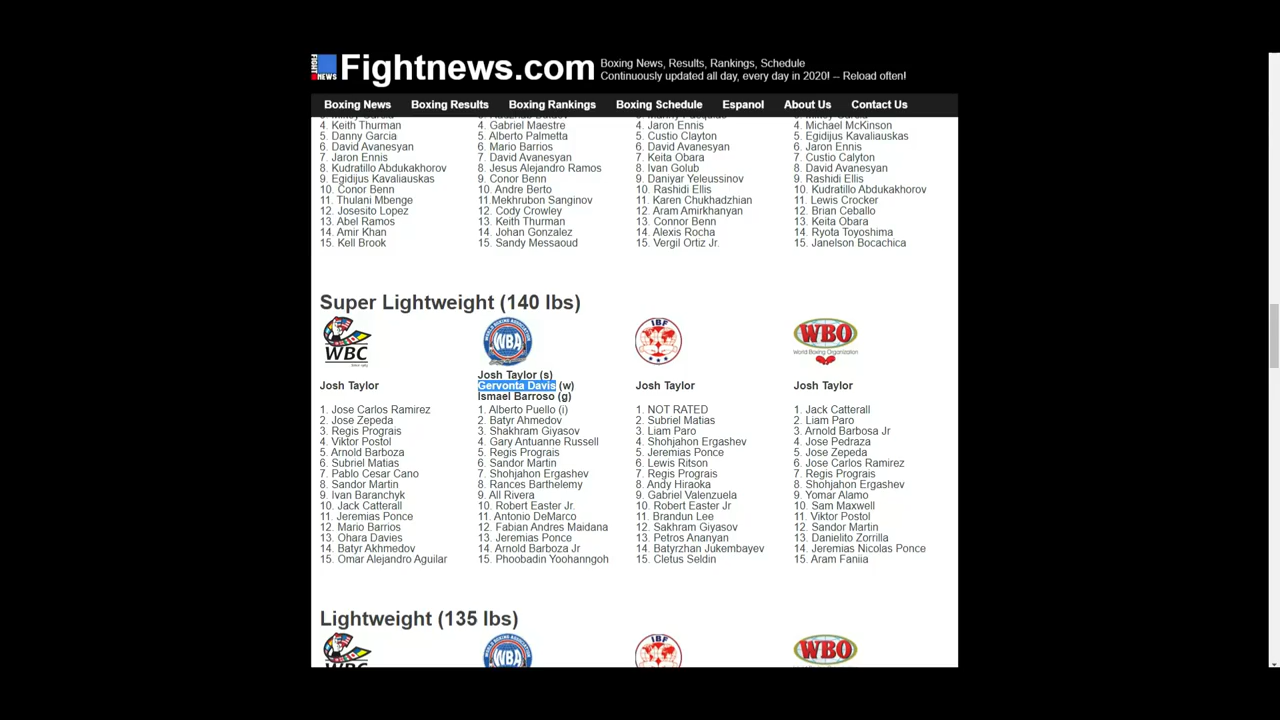 FIGHT NEWS
Fightnews.com
Boxing News, Results, Rankings, Schedule
Continuously updated all day, every day in 2020! -- Reload often!
Boxing News Boxing Results Boxing Rankings Boxing Schedule Espanol About Us Contact Us
4. Keith Thurman
5. Danny Garcia
6. David Avanesyan
7. Jaron Ennis
8. Kudratillo Abdukakhorov
9. Egidijus Kavaliauskas
10. Conor Benn
11. Thulani Mbenge
12. Josesito Lopez
13. Abel Ramos
14. Amir Khan
15. Kell Brook
4. Gabriel Maestre
5. Alberto Palmetta
6. Mario Barrios
7. David Avanesyan
8. Jesus Alejandro Ramos
9. Conor Benn
10. Andre Berto
11.Mekhrubon Sanginov
12. Cody Crowley
13. Keith Thurman
14. Johan Gonzalez
15. Sandy Messaoud
4. Jaron Ennis
5. Custio Clayton
6. David Avanesyan
7. Keita Obara
8. Ivan Golub
9. Daniyar Yeleussinov
10. Rashidi Ellis
11. Karen Chukhadzhian
12. Aram Amirkhanyan
13. Connor Benn
14. Alexis Rocha
15. Vergil Ortiz Jr.
4. Michael McKinson
5. Egidijus Kavaliauskas
6. Jaron Ennis
7. Custio Calyton
8. David Avanesyan
9. Rashidi Ellis
10. Kudratillo Abdukakhorov
11. Lewis Crocker
12. Brian Ceballo
13. Keita Obara
14. Ryota Toyoshima
15. Janelson Bocachica
Super Lightweight (140 lbs)
WBC
Josh Taylor
1. Jose Carlos Ramirez
2. Jose Zepeda
3. Regis Prograis
4. Viktor Postol
5. Arnold Barboza
6. Subriel Matias
7. Pablo Cesar Cano
8. Sandor Martin
9. Ivan Baranchyk
10. Jack Catterall
11. Jeremias Ponce
12. Mario Barrios
13. Ohara Davies
14. Batyr Akhmedov
15. Omar Alejandro Aguilar
WBA
Josh Taylor (s)
Gervonta Davis (w)
Ismael Barroso (g)
1. Alberto Puello (i)
2. Batyr Ahmedov
3. Shakhram Giyasov
4. Gary Antuanne Russell
5. Regis Prograis
6. Sandor Martin
7. Shohjahon Ergashev
8. Rances Barthelemy
9. All Rivera
10. Robert Easter Jr.
11. Antonio DeMarco
12. Fabian Andres Maidana
13. Jeremias Ponce
14. Arnold Barboza Jr
15. Phoobadin Yoohanngoh
IBF
Josh Taylor
1. NOT RATED
2. Subriel Matias
3. Liam Paro
4. Shohjahon Ergashev
5. Jeremias Ponce
6. Lewis Ritson
7. Regis Prograis
8. Andy Hiraoka
9. Gabriel Valenzuela
10. Robert Easter Jr
11. Brandun Lee
12. Sakhram Giyasov
13. Petros Ananyan
14. Batyrzhan Jukembayev
15. Cletus Seldin
WBO
World Boxing Organization
Josh Taylor
1. Jack Catterall
2. Liam Paro
3. Arnold Barbosa Jr
4. Jose Pedraza
5. Jose Zepeda
6. Jose Carlos Ramirez
7. Regis Prograis
8. Shohjahon Ergashev
9. Yomar Alamo
10. Sam Maxwell
11. Viktor Postol
12. Sandor Martin
13. Danielito Zorrilla
14. Jeremias Nicolas Ponce
15. Aram Faniia
Lightweight (135 lbs)
WBA
IBF
WBO
World Boxing Organization